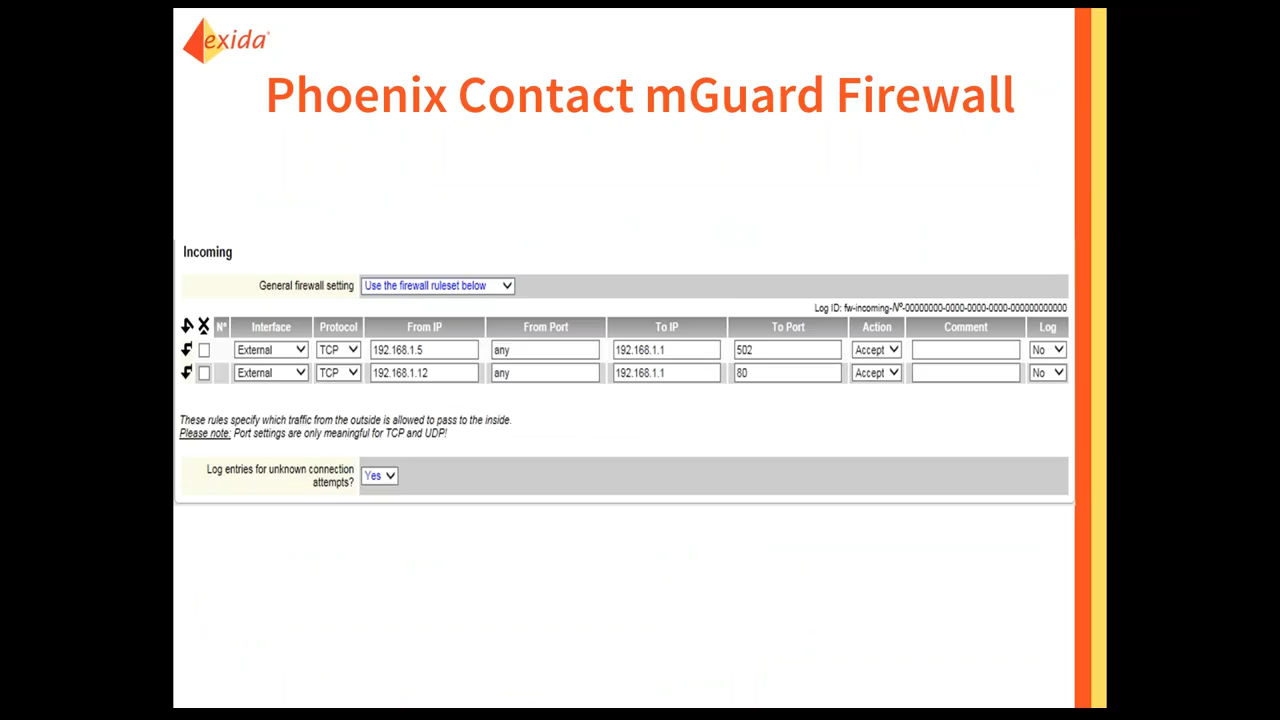 exida®
Phoenix Contact mGuard Firewall
Incoming
General firewall setting Use the firewall ruleset below
Log ID: fw-incoming-Nº-00000000-0000-0000-0000-000000000000
Nº Interface Protocol From IP From Port To IP To Port Action Comment Log
External TCP 192.168.1.5 any 192.168.1.1 502 Accept No
External TCP 192.168.1.12 any 192.168.1.1 80 Accept No
These rules specify which traffic from the outside is allowed to pass to the inside.
Please note: Port settings are only meaningful for TCP and UDP!
Log entries for unknown connection
attempts? Yes